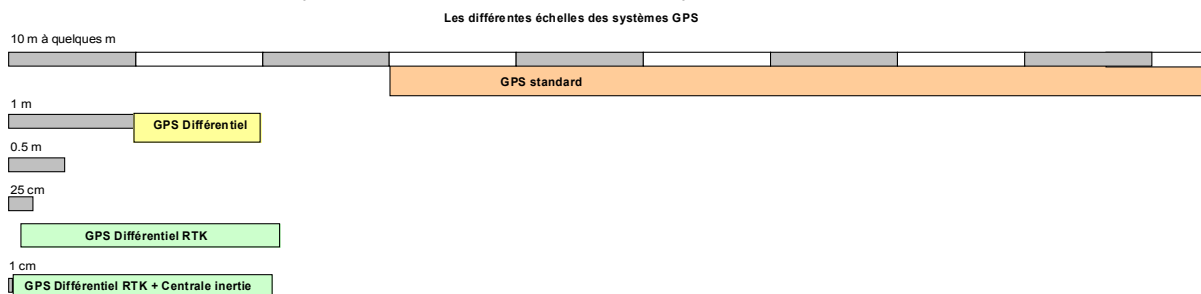 Les différentes échelles des systèmes GPS
10 m à quelques m
GPS standard
1 m
GPS Différentiel
0.5 m
25 cm
GPS Différentiel RTK
1 cm
GPS Différentiel RTK + Centrale inertie